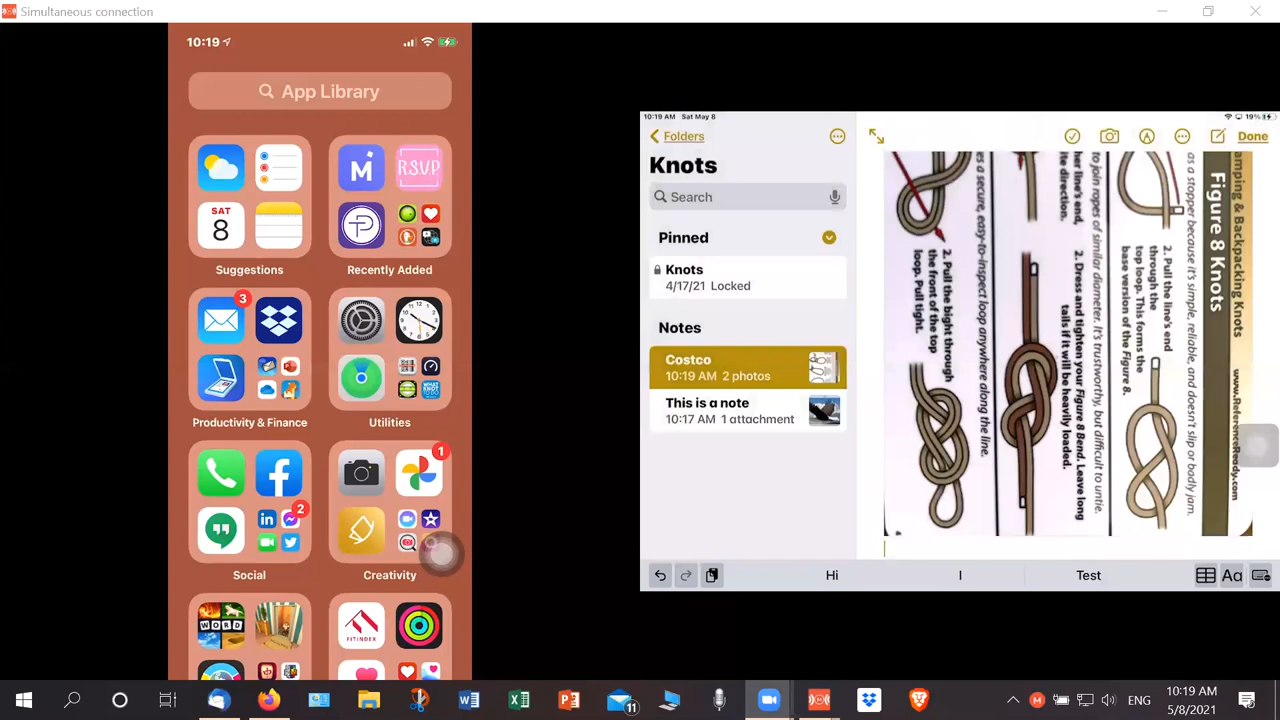 Simultaneous connection
10:19
App Library
SAT
8
RSVP
Suggestions
Recently Added
3
Productivity & Finance
Utilities
1
2
Social
Creativity
WORD
FITINDEX
10:19 AM Sat May 8
19%
Folders
Done
Knots
Search
Pinned
Knots
4/17/21 Locked
Notes
Costco
10:19 AM 2 photos
This is a note
10:17 AM 1 attachment
amping & Backpacking Knots www.ReferenceReady.com
Figure 8 Knots
as a stopper because it's simple, reliable, and doesn't slip or badly jam.
2. Pull the line's end
through the
top loop. This forms the
base version of the Figure 8.
to join ropes of similar diameter. It's trustworthy, but difficult to untie.
her line's end,
ite direction.
2. Dress and tighten your Figure 8 Bend. Leave long
tails if it will be heavily loaded.
es a secure, easy-to-inspect loop anywhere along the line.
2. Pull the bight through
the front of the top
loop. Pull tight.
Hi
I
Test
Aa
11
ENG
10:19 AM
5/8/2021